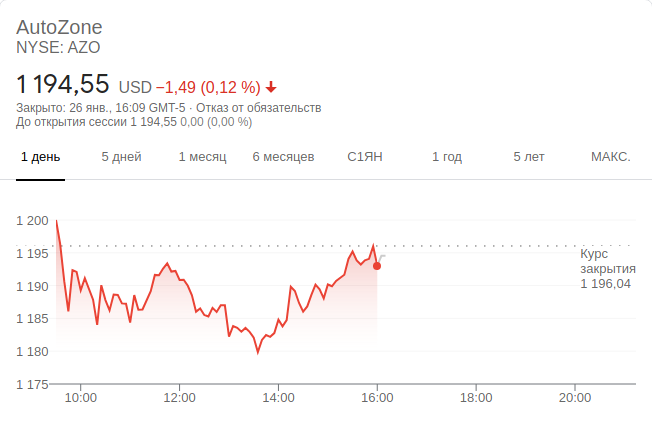 AutoZone
NYSE: AZO
1 194,55 USD −1,49 (0,12 %)
Закрыто: 26 янв., 16:09 GMT-5 · Отказ от обязательств
До открытия сессии 1 194,55 0,00 (0,00 %)
1 день 5 дней 1 месяц 6 месяцев С1ЯН 1 год 5 лет МАКС.
1 200
1 195
1 190
1 185
1 180
1 175
Курс
закрытия
1 196,04
10:00 12:00 14:00 16:00 18:00 20:00